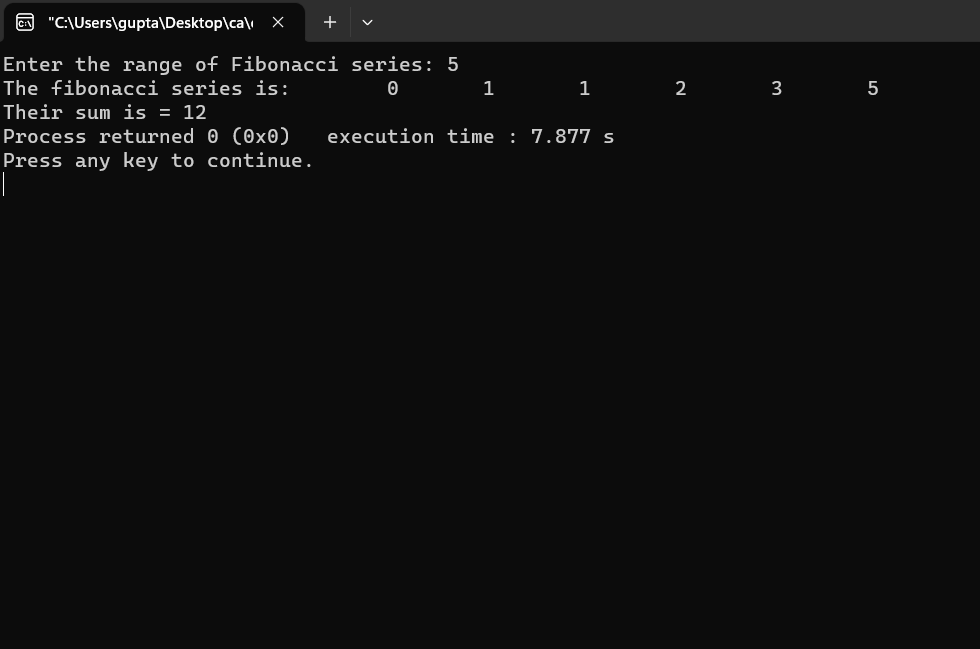 "C:\Users\gupta\Desktop\ca\
Enter the range of Fibonacci series: 5
The fibonacci series is:        0       1       1       2       3       5
Their sum is = 12
Process returned 0 (0x0)   execution time : 7.877 s
Press any key to continue.